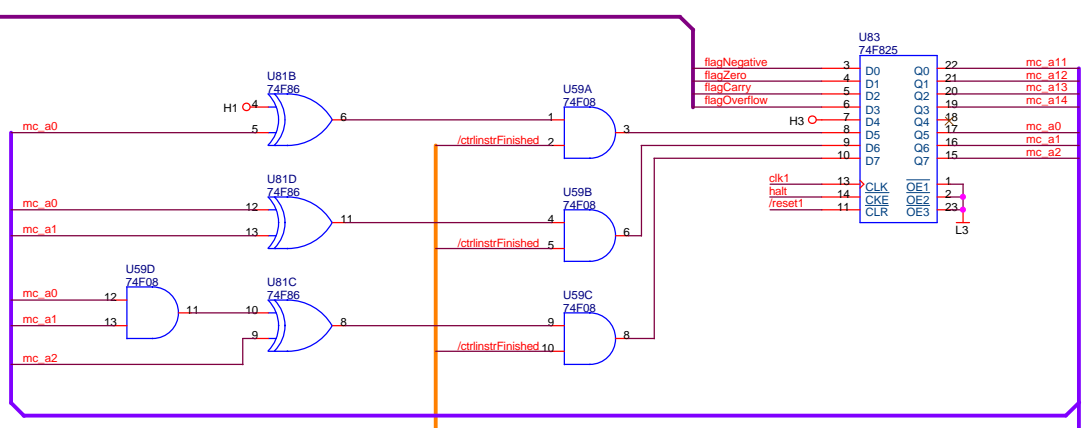 U83
74F825
flagNegative 3 D0 Q0 22 mc_a11
flagZero 4 D1 Q1 21 mc_a12
flagCarry 5 D2 Q2 20 mc_a13
flagOverflow 6 D3 Q3 19 mc_a14
H3 7 D4 Q4 18
8 D5 Q5 17 mc_a0
9 D6 Q6 16 mc_a1
10 D7 Q7 15 mc_a2
clk1 13 CLK OE1 1
halt 14 CKE OE2 2
/reset1 11 CLR OE3 23
L3
U81B
74F86
H1 4
mc_a0 5
6
U59A
74F08
1
/ctrlinstrFinished 2
3
U81D
74F86
mc_a0 12
mc_a1 13
11
U59B
74F08
4
/ctrlinstrFinished 5
6
U59D
74F08
mc_a0 12
mc_a1 13
11
U81C
74F86
10
mc_a2 9
8
U59C
74F08
9
/ctrlinstrFinished 10
8